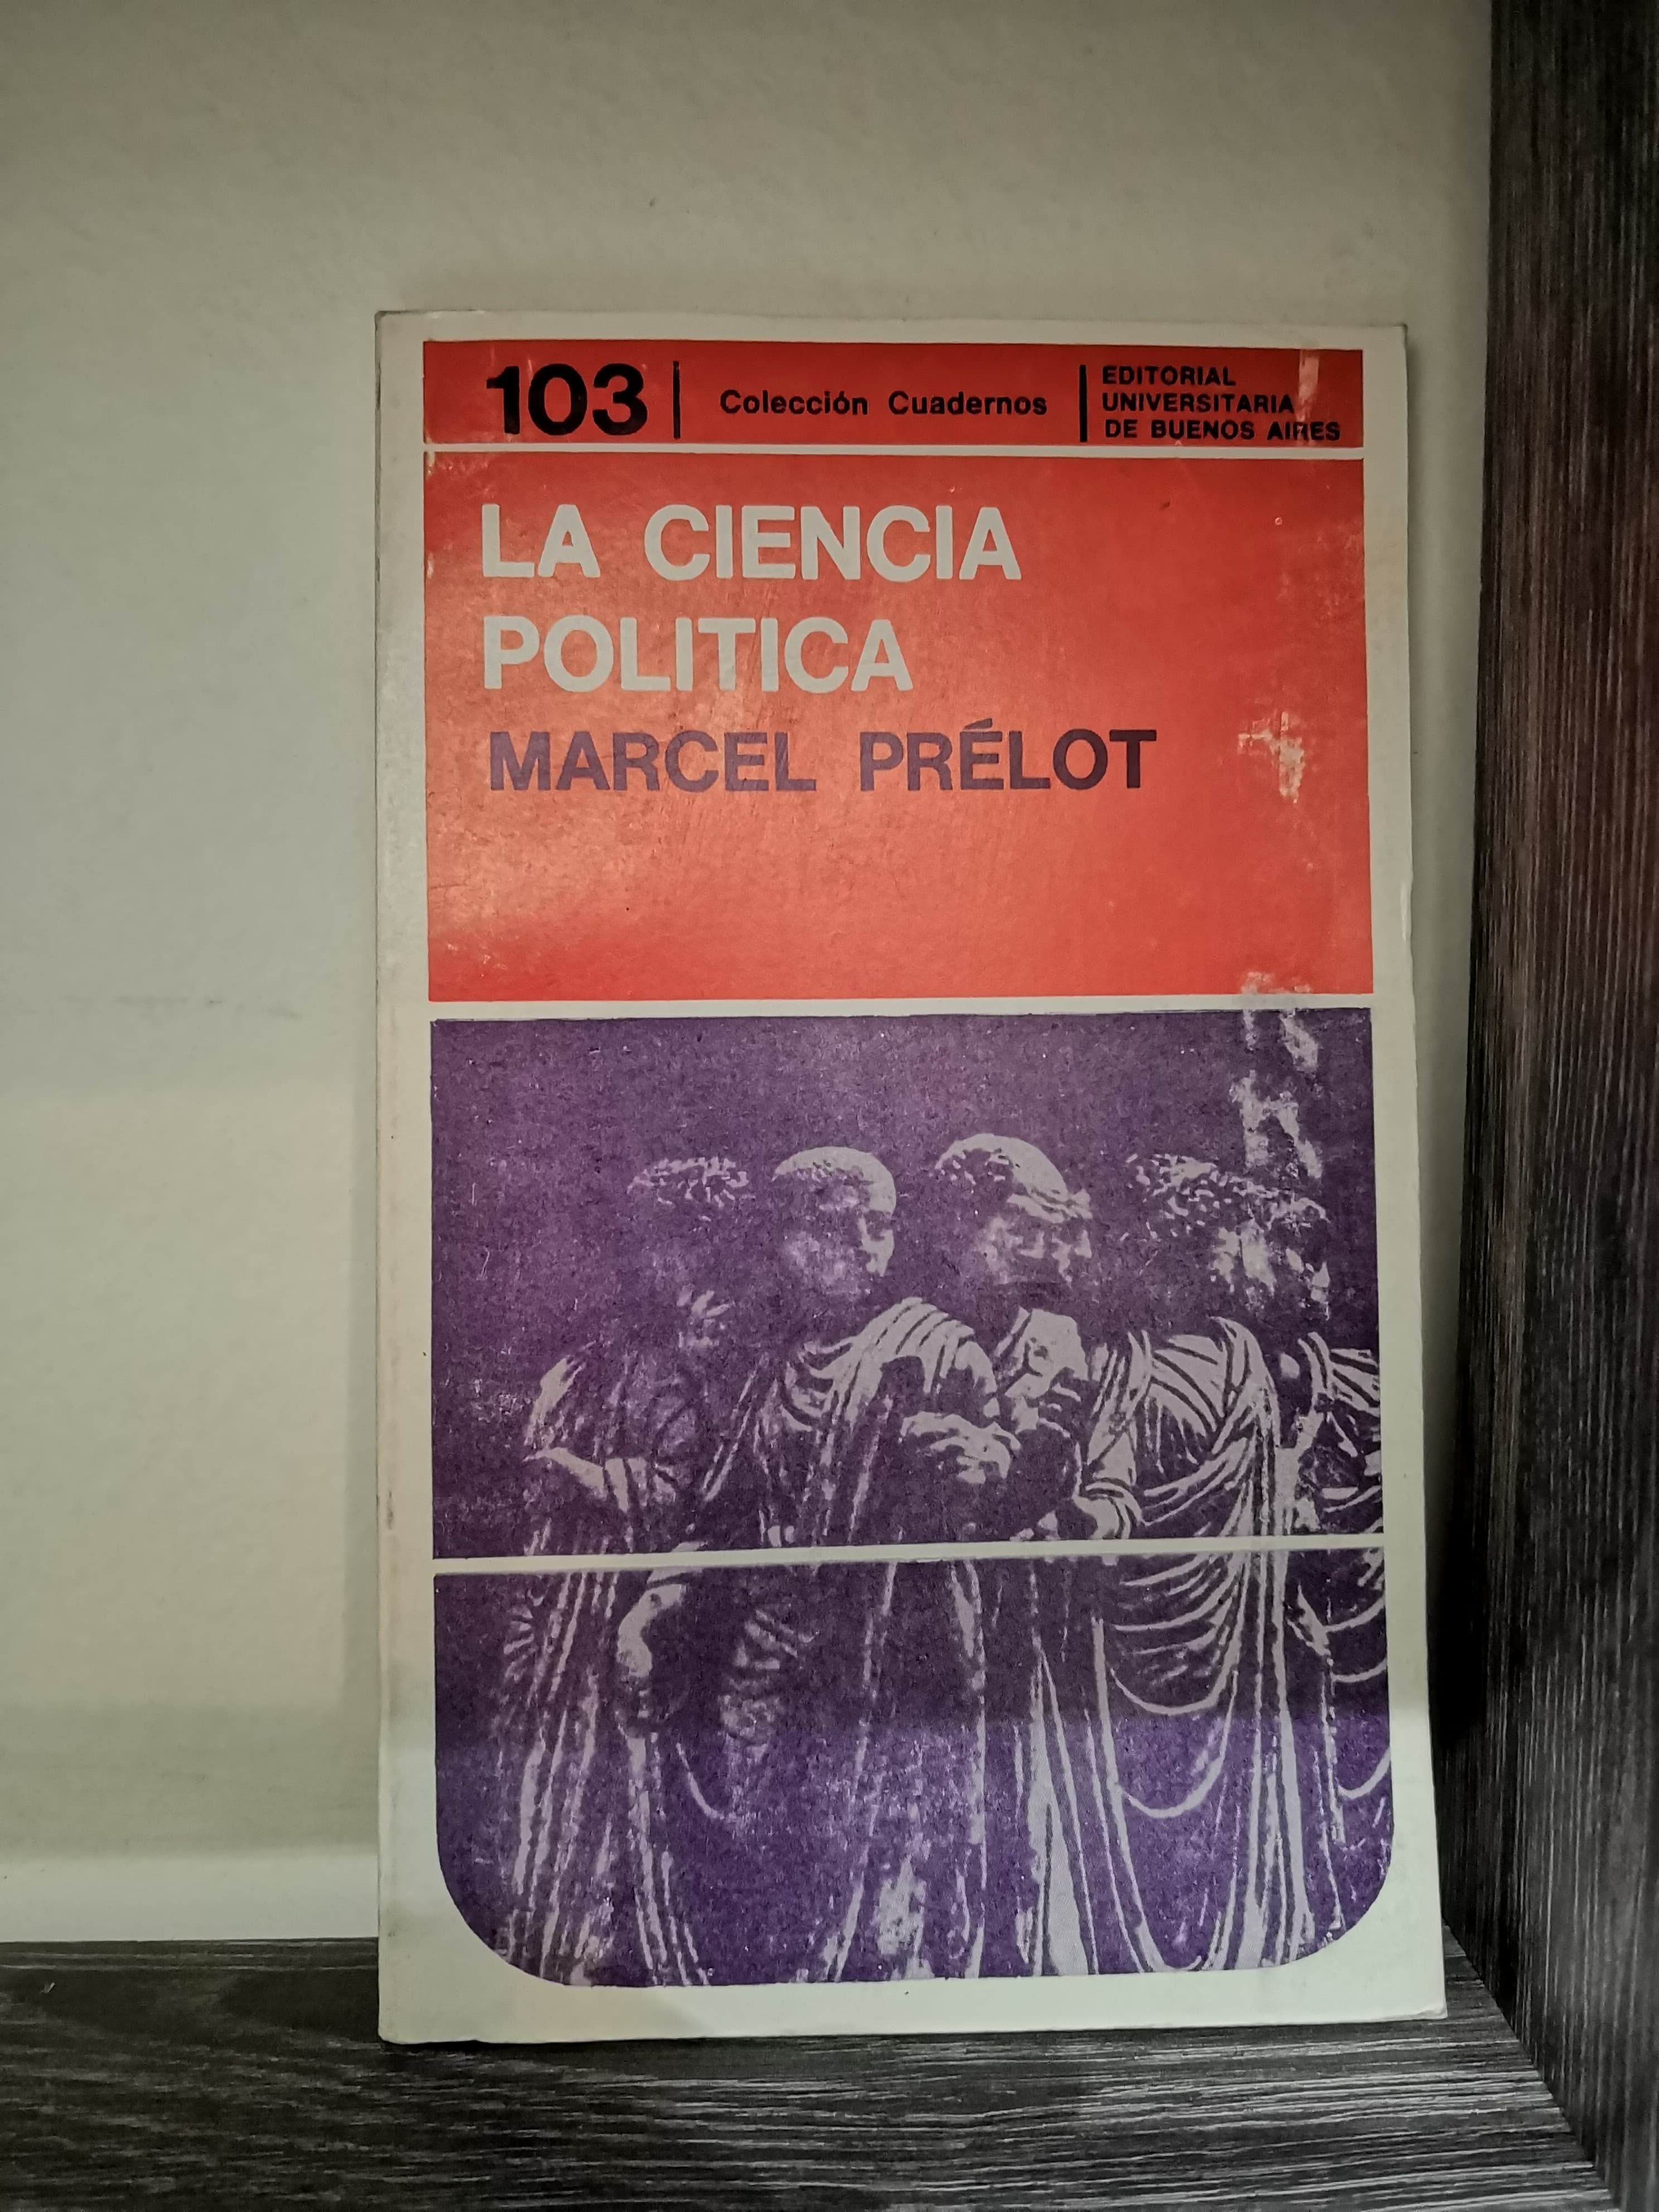 103
Colección Cuadernos
EDITORIAL
UNIVERSITARIA
DE BUENOS AIRES
LA CIENCIA
POLITICA
MARCEL PRÉLOT